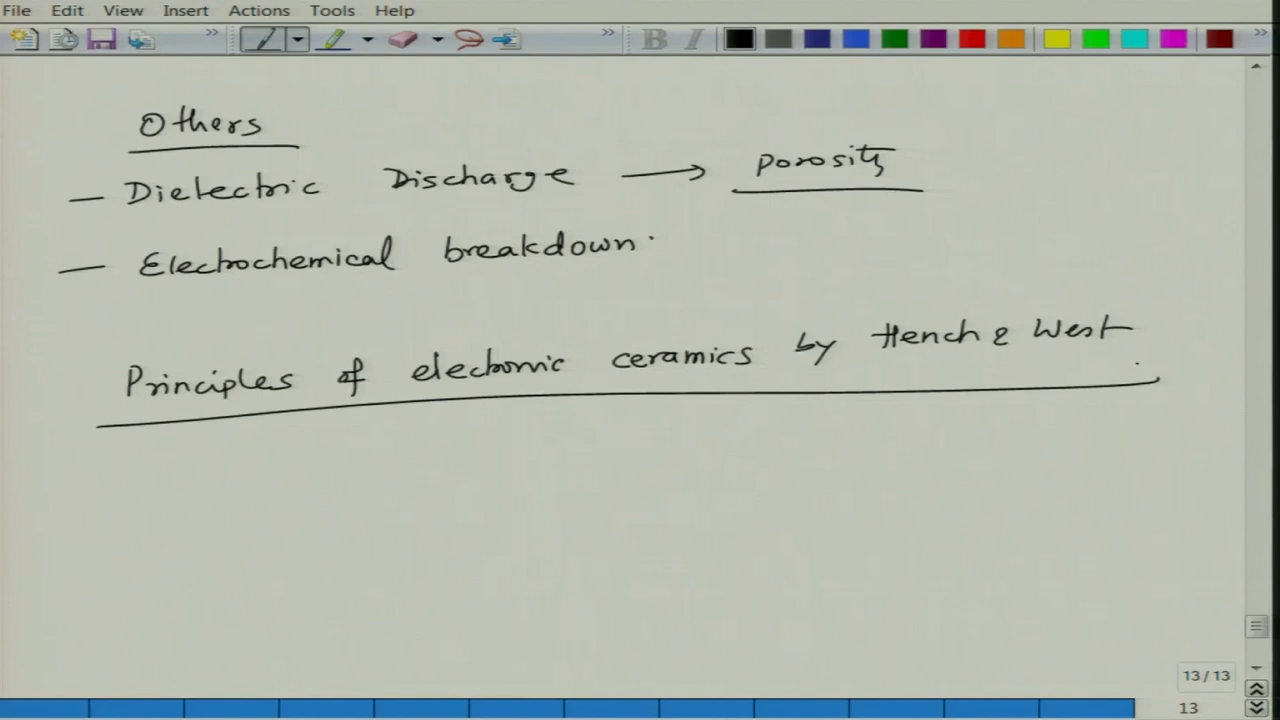 File Edit View Insert Actions Tools Help
B I
Others
— Dielectric Discharge → Porosity
— Electrochemical breakdown.
Principles of electronic ceramics by Hench & West.
13 / 13
13